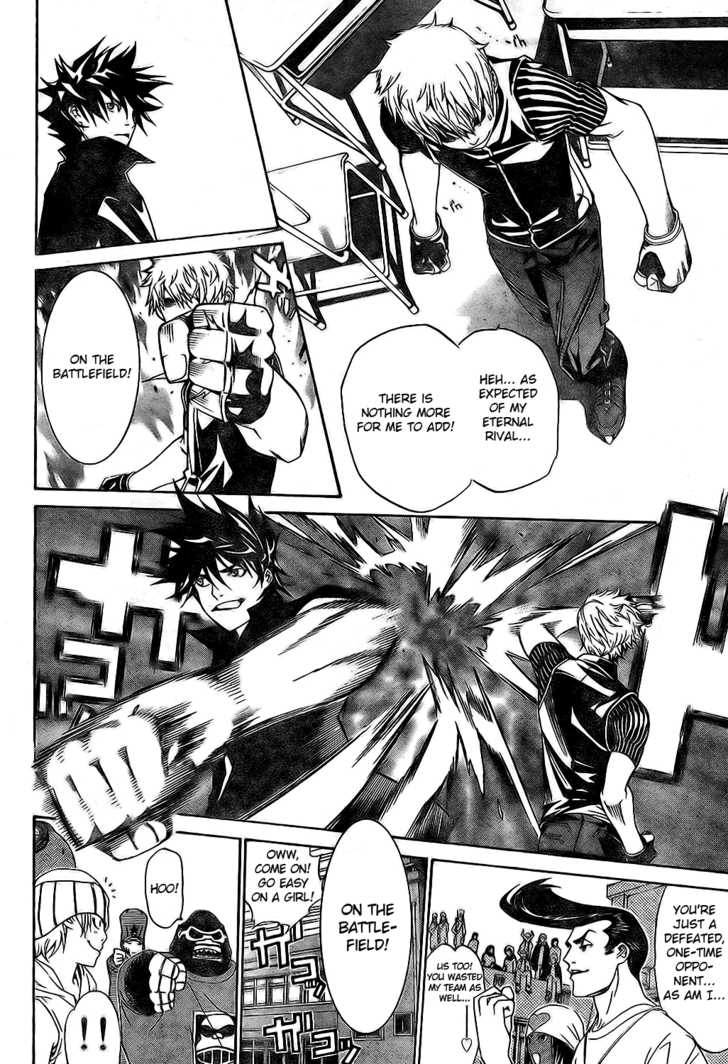 HEH... AS
EXPECTED
OF MY
ETERNAL
RIVAL...
THERE IS
NOTHING MORE
FOR ME TO ADD!
ON THE
BATTLEFIELD!
YOU'RE
JUST A
DEFEATED,
ONE-TIME
OPPO-
NENT...
AS AM I...
US TOO!
YOU WASTED
MY TEAM AS
WELL...
ON THE
BATTLE-
FIELD!
OWW,
COME ON!
GO EASY
ON A GIRL!
HOO!
!!